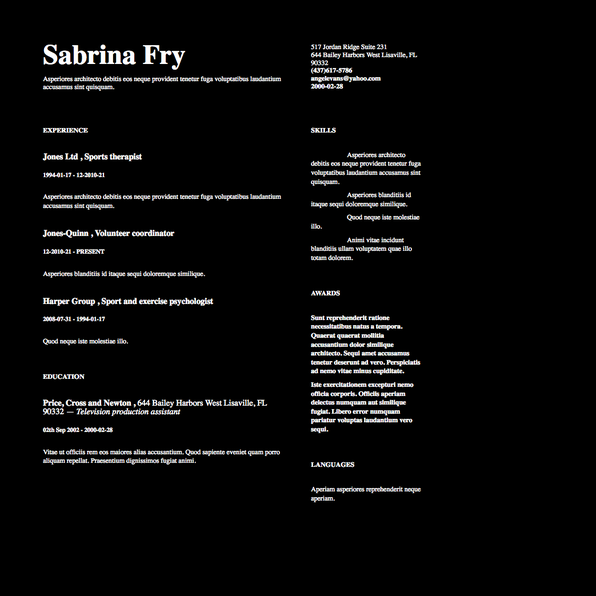 Sabrina Fry
Asperiores architecto debitis eos neque provident tenetur fuga voluptatibus laudantium
accusamus sint quisquam.
EXPERIENCE
Jones Ltd , Sports therapist
1994-01-17 - 12-2010-21
Asperiores architecto debitis eos neque provident tenetur fuga voluptatibus laudantium
accusamus sint quisquam.
Jones-Quinn , Volunteer coordinator
12-2010-21 - PRESENT
Asperiores blanditiis id itaque sequi doloremque similique.
Harper Group , Sport and exercise psychologist
2008-07-31 - 1994-01-17
Quod neque iste molestiae illo.
EDUCATION
Price, Cross and Newton , 644 Bailey Harbors West Lisaville, FL
90332 — Television production assistant
02th Sep 2002 - 2000-02-28
Vitae ut officiis rem eos maiores alias accusantium. Quod sapiente eveniet quam porro
aliquam repellat. Praesentium dignissimos fugiat animi.
517 Jordan Ridge Suite 231
644 Bailey Harbors West Lisaville, FL
90332
(437)617-5786
angelevans@yahoo.com
2000-02-28
SKILLS
Asperiores architecto
debitis eos neque provident tenetur fuga
voluptatibus laudantium accusamus sint
quisquam.
Asperiores blanditiis id
itaque sequi doloremque similique.
Quod neque iste molestiae
illo.
Animi vitae incidunt
blanditiis ullam voluptatem quae illo
totam dolorem.
AWARDS
Sunt reprehenderit ratione
necessitatibus natus a tempora.
Quaerat quaerat mollitia
accusantium dolor similique
architecto. Sequi amet accusamus
tenetur deserunt ad vero. Perspiciatis
ad nemo vitae minus cupiditate.
Iste exercitationem excepturi nemo
officia corporis. Officiis aperiam
delectus numquam aut similique
fugiat. Libero error numquam
pariatur voluptas laudantium vero
sequi.
LANGUAGES
Aperiam asperiores reprehenderit neque
aperiam.